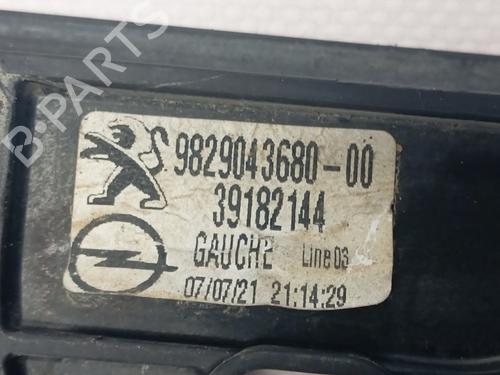 B-PARTS
S 9829043680-00
39182144
GAUCHE Line 03
07/07/21 21:14:29